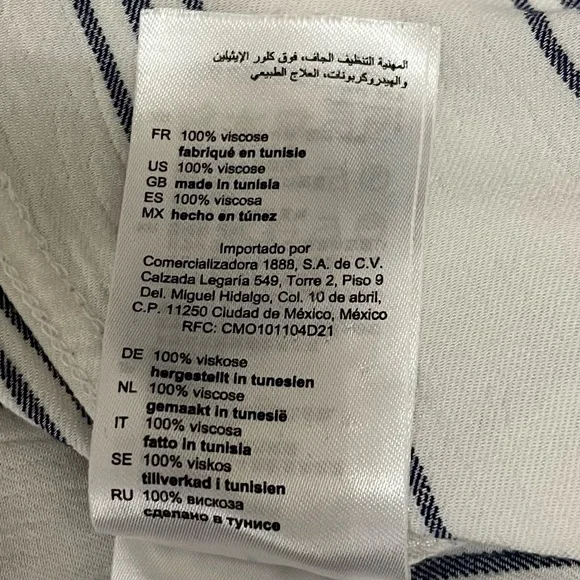 المهنية التنظيف الجاف، فوق كلور الإيثيلين
والهيدروكربونات، العلاج الطبيعي
FR 100% viscose
fabriqué en tunisie
US 100% viscose
GB made in tunisia
ES 100% viscosa
MX hecho en túnez
Importado por
Comercializadora 1888, S.A. de C.V.
Calzada Legaría 549, Torre 2, Piso 9
Del. Miguel Hidalgo, Col. 10 de abril,
C.P. 11250 Ciudad de México, México
RFC: CMO101104D21
DE 100% viskose
hergestellt in tunesien
NL 100% viscose
gemaakt in tunesië
IT 100% viscosa
fatto in tunisia
SE 100% viskos
tillverkad i tunisien
RU 100% вискоза
сделано в тунисе